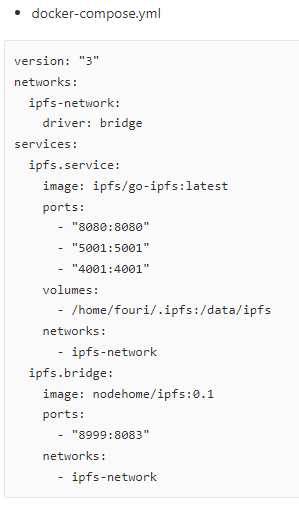 • docker-compose.yml
version: "3"
networks:
  ipfs-network:
    driver: bridge
services:
  ipfs.service:
    image: ipfs/go-ipfs:latest
    ports:
      - "8080:8080"
      - "5001:5001"
      - "4001:4001"
    volumes:
      - /home/fouri/.ipfs:/data/ipfs
    networks:
      - ipfs-network
  ipfs.bridge:
    image: nodehome/ipfs:0.1
    ports:
      - "8999:8083"
    networks:
      - ipfs-network